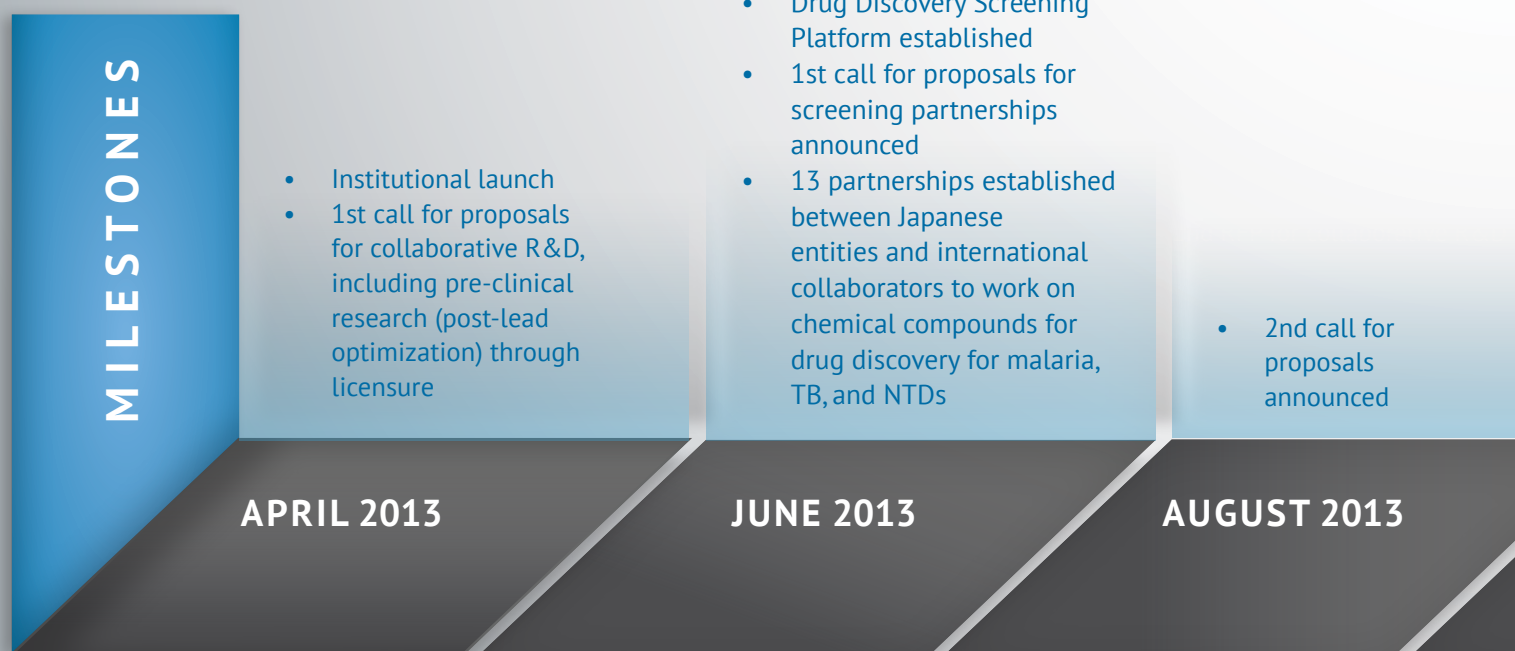 MILESTONES
• Institutional launch
• 1st call for proposals
for collaborative R&D,
including pre-clinical
research (post-lead
optimization) through
licensure
APRIL 2013
• Drug Discovery Screening
Platform established
• 1st call for proposals for
screening partnerships
announced
• 13 partnerships established
between Japanese
entities and international
collaborators to work on
chemical compounds for
drug discovery for malaria,
TB, and NTDs
JUNE 2013
• 2nd call for
proposals
announced
AUGUST 2013